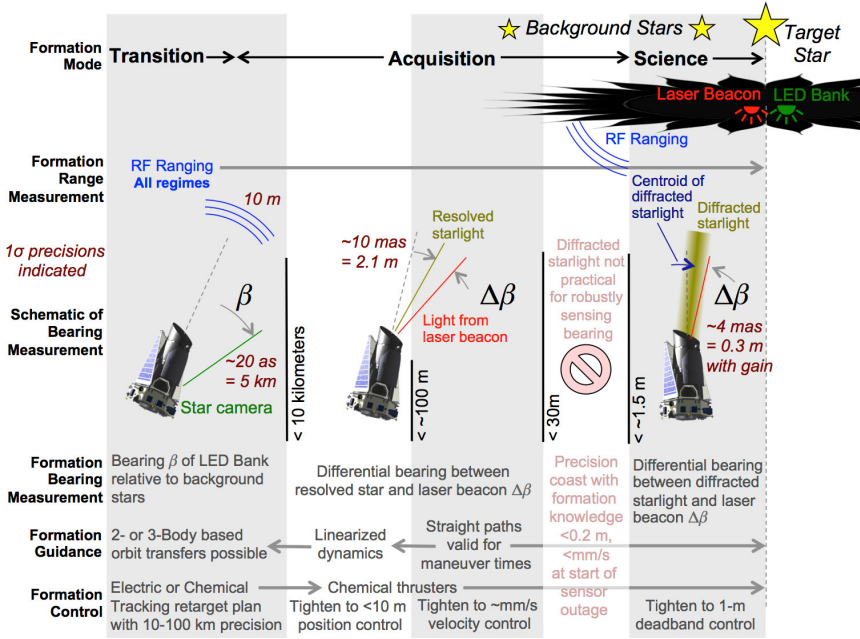 Background Stars
Target
Star
Formation
Mode
Transition
Acquisition
Science
Laser Beacon
LED Bank
RF Ranging
Formation
Range
Measurement
RF Ranging
All regimes
10 m
1σ precisions
indicated
Schematic of
Bearing
Measurement
β
~20 as
= 5 km
Star camera
< 10 kilometers
~10 mas
= 2.1 m
Resolved
starlight
Δβ
Light from
laser beacon
< ~100 m
Diffracted
starlight not
practical
for robustly
sensing
bearing
< 30m
Centroid of
diffracted
starlight
Diffracted
starlight
Δβ
~4 mas
= 0.3 m
with gain
< ~1.5 m
Formation
Bearing
Measurement
Bearing β of LED Bank
relative to background
stars
Differential bearing between
resolved star and laser beacon Δβ
Precision
coast with
formation
knowledge
<0.2 m,
<mm/s
at start of
sensor
outage
Differential bearing
between diffracted
starlight and laser
beacon Δβ
Formation
Guidance
2- or 3-Body based
orbit transfers possible
Linearized
dynamics
Straight paths
valid for
maneuver times
Formation
Control
Electric or Chemical
Tracking retarget plan
with 10-100 km precision
Chemical thrusters
Tighten to <10 m
position control
Tighten to ~mm/s
velocity control
Tighten to 1-m
deadband control